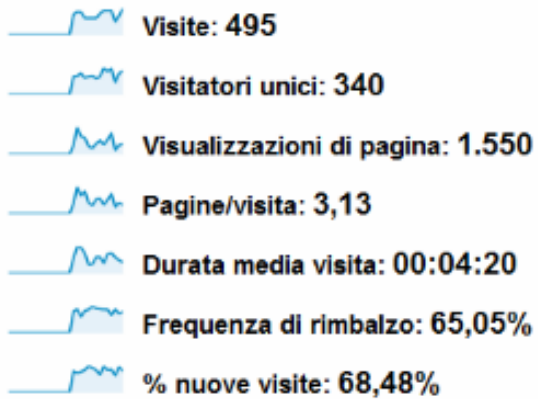 Visite: 495
Visitatori unici: 340
Visualizzazioni di pagina: 1.550
Pagine/visita: 3,13
Durata media visita: 00:04:20
Frequenza di rimbalzo: 65,05%
% nuove visite: 68,48%